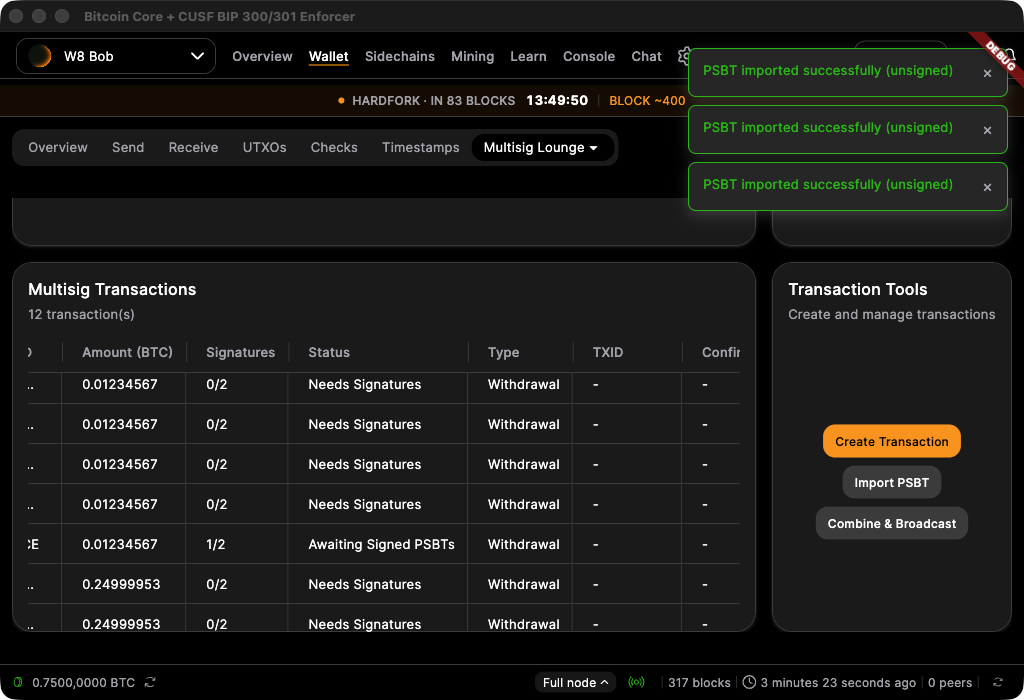 Bitcoin Core + CUSF BIP 300/301 Enforcer
W8 Bob
Overview Wallet Sidechains Mining Learn Console Chat
DEBUG
PSBT imported successfully (unsigned) ×
HARDFORK · IN 83 BLOCKS 13:49:50 BLOCK ~400
PSBT imported successfully (unsigned) ×
Overview Send Receive UTXOs Checks Timestamps Multisig Lounge
PSBT imported successfully (unsigned) ×
Multisig Transactions
12 transaction(s)
Amount (BTC) Signatures Status Type TXID Confir
.. 0.01234567 0/2 Needs Signatures Withdrawal - -
.. 0.01234567 0/2 Needs Signatures Withdrawal - -
.. 0.01234567 0/2 Needs Signatures Withdrawal - -
.. 0.01234567 0/2 Needs Signatures Withdrawal - -
CE 0.01234567 1/2 Awaiting Signed PSBTs Withdrawal - -
.. 0.24999953 0/2 Needs Signatures Withdrawal - -
.. 0.24999953 0/2 Needs Signatures Withdrawal - -
Transaction Tools
Create and manage transactions
Create Transaction
Import PSBT
Combine & Broadcast
0.7500,0000 BTC
Full node
317 blocks
3 minutes 23 seconds ago
0 peers